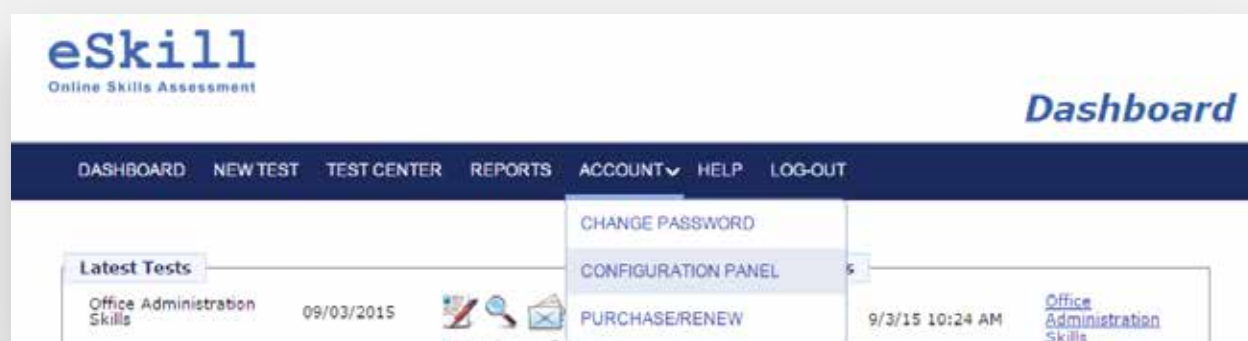 eSkill
Online Skills Assessment
Dashboard
DASHBOARD NEW TEST TEST CENTER REPORTS ACCOUNT HELP LOG-OUT
CHANGE PASSWORD
Latest Tests
CONFIGURATION PANEL
s
Office Administration
Skills
09/03/2015
PURCHASE/RENEW
9/3/15 10:24 AM
Office
Administration
Skills